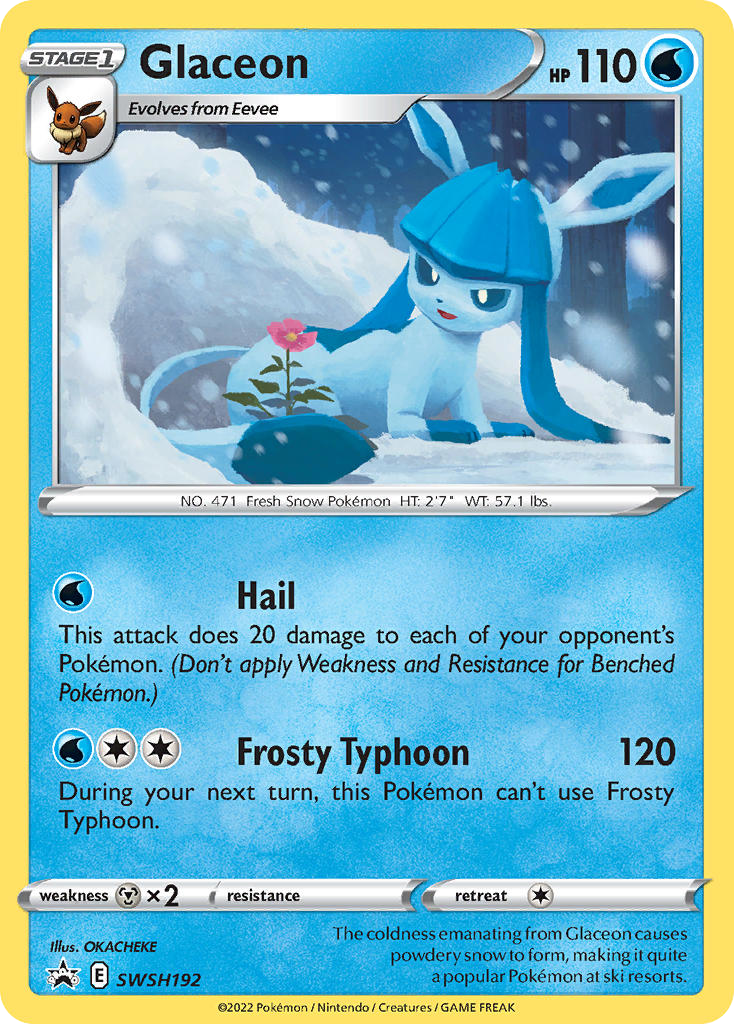 STAGE 1
Glaceon
HP 110
Evolves from Eevee
NO. 471 Fresh Snow Pokémon HT: 2'7" WT: 57.1 lbs.
Hail
This attack does 20 damage to each of your opponent's
Pokémon. (Don't apply Weakness and Resistance for Benched
Pokémon.)
Frosty Typhoon 120
During your next turn, this Pokémon can't use Frosty
Typhoon.
weakness ×2 resistance retreat
Illus. OKACHEKE
The coldness emanating from Glaceon causes
powdery snow to form, making it quite
a popular Pokémon at ski resorts.
E SWSH192
©2022 Pokémon / Nintendo / Creatures / GAME FREAK